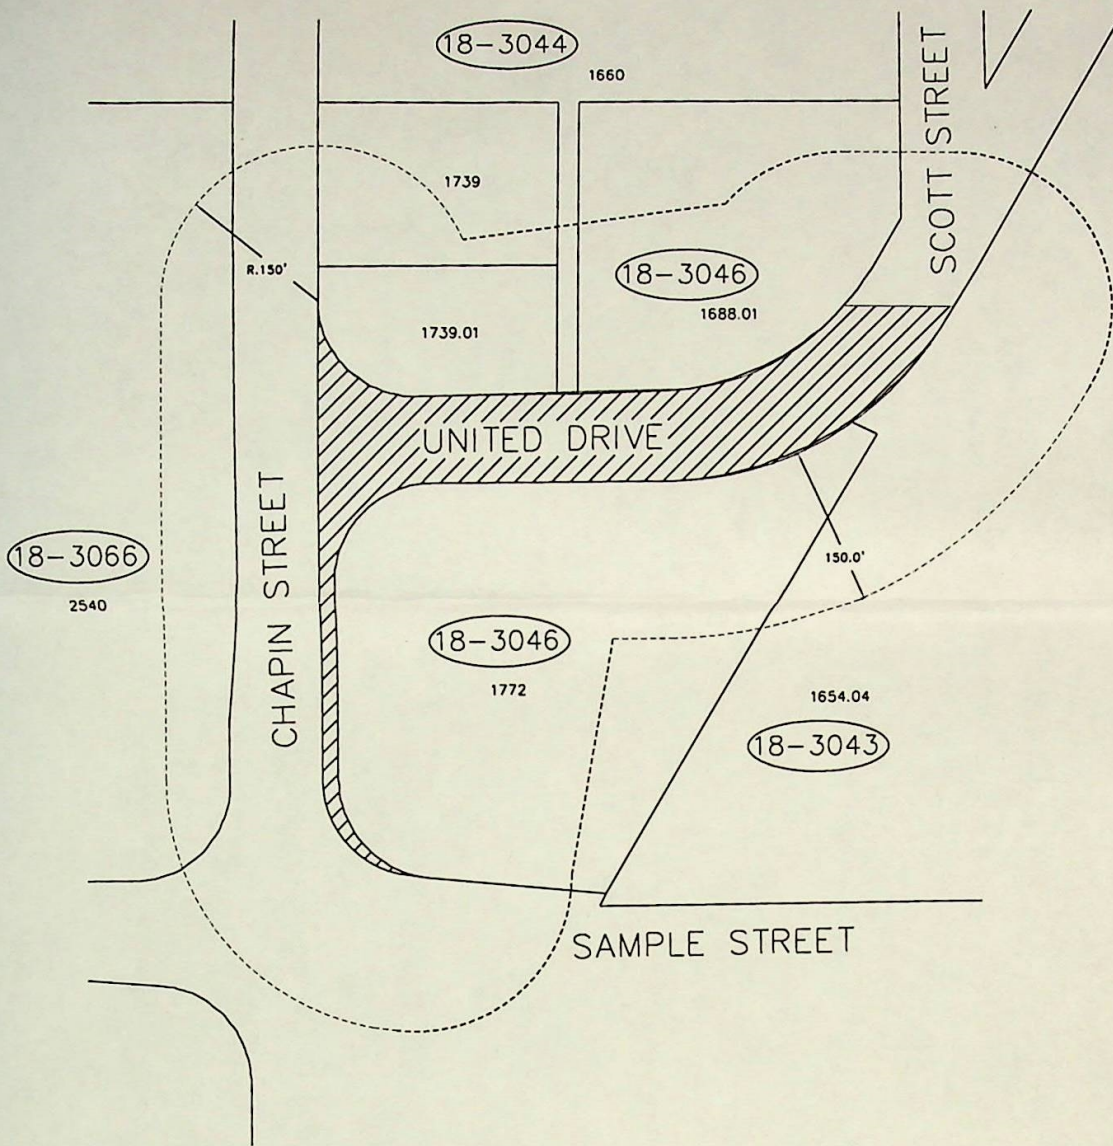 18-3044
1660
SCOTT STREET
1739
R.150'
18-3046
1688.01
1739.01
UNITED DRIVE
CHAPIN STREET
18-3066
2540
150.0'
18-3046
1772
1654.04
18-3043
SAMPLE STREET